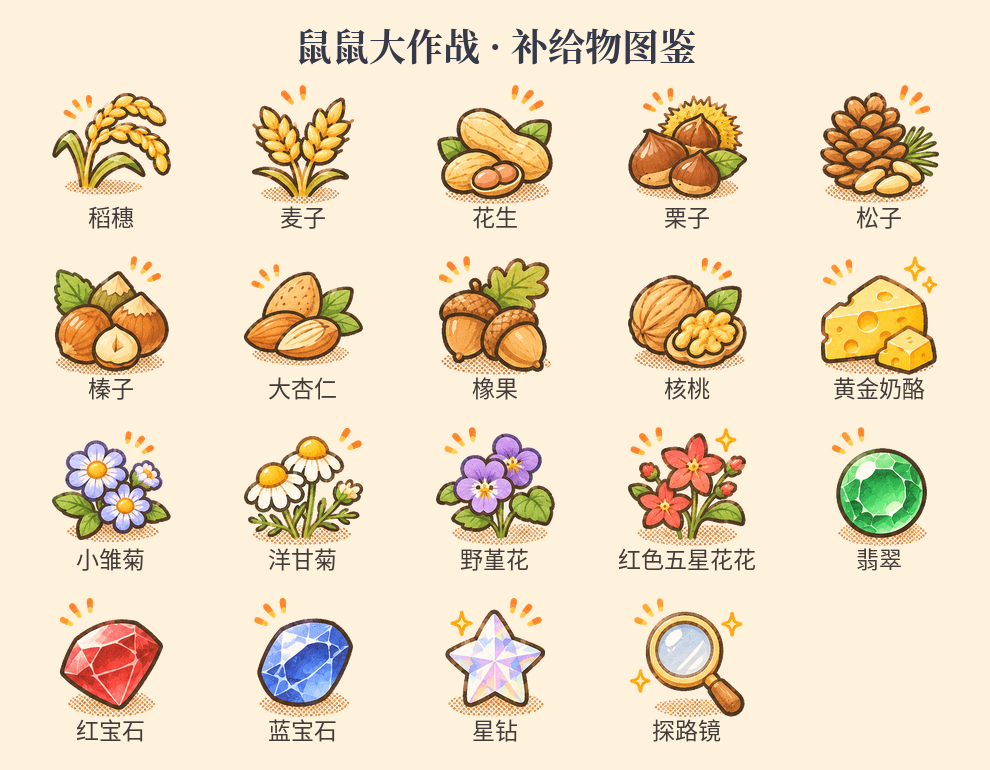 鼠鼠大作战 · 补给物图鉴
稻穗
麦子
花生
栗子
松子
榛子
大杏仁
橡果
核桃
黄金奶酪
小雏菊
洋甘菊
野堇花
红色五星花花
翡翠
红宝石
蓝宝石
星钻
探路镜